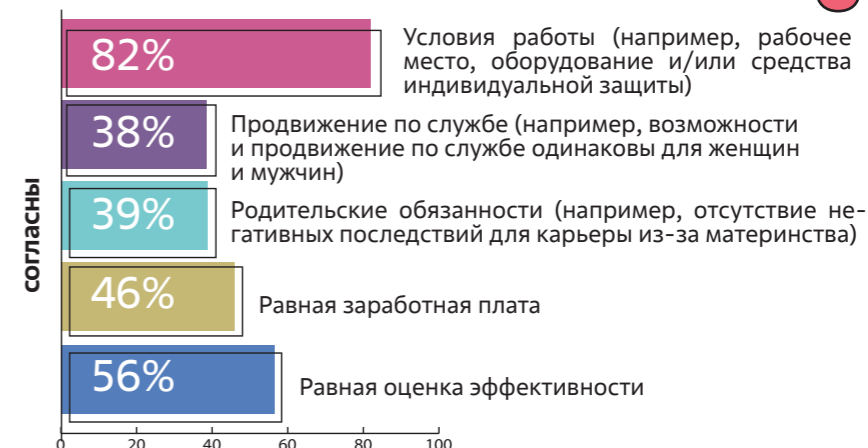 82%
Условия работы (например, рабочее
место, оборудование и/или средства
индивидуальной защиты)
38%
Продвижение по службе (например, возможности
и продвижение по службе одинаковы для женщин
и мужчин)
39%
Родительские обязанности (например, отсутствие не-
гативных последствий для карьеры из-за материнства)
согласны
46%
Равная заработная плата
56%
Равная оценка эффективности
0 20 40 60 80 100